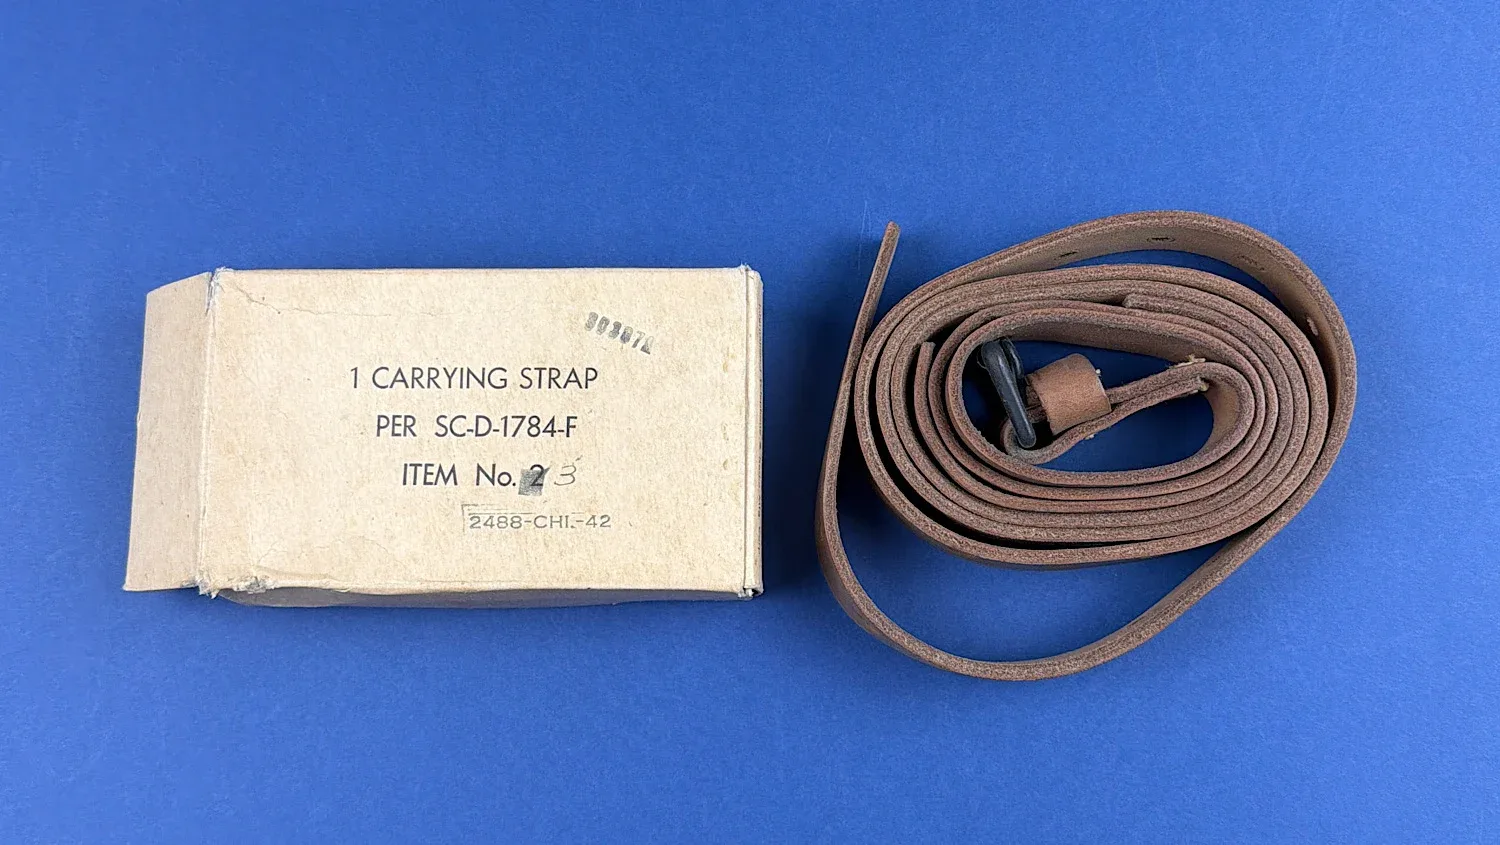 1 CARRYING STRAP
PER SC-D-1784-F
ITEM No. 2 3
2488-CHI.-42